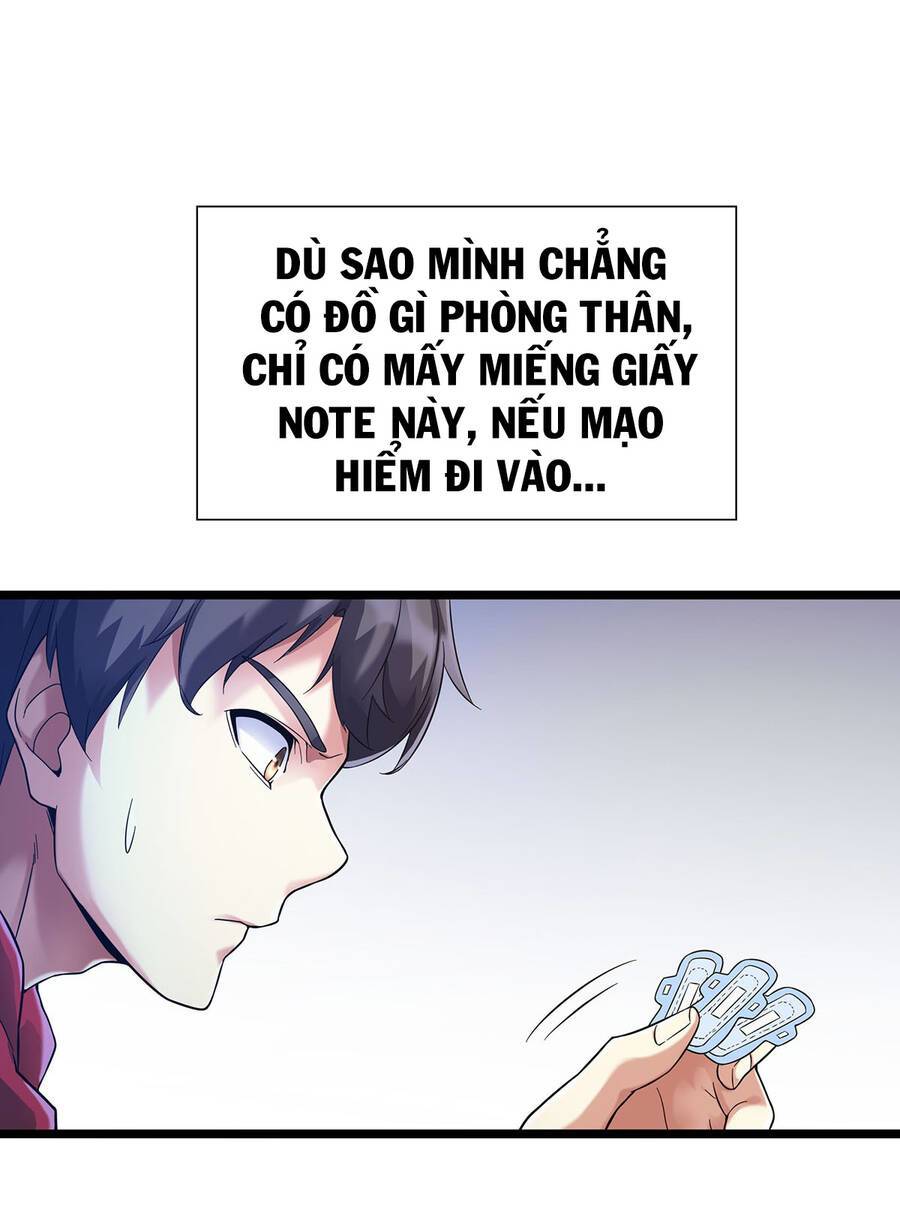 DÙ SAO MÌNH CHẲNG
CÓ ĐỒ GÌ PHÒNG THÂN,
CHỈ CÓ MẤY MIẾNG GIẤY
NOTE NÀY, NẾU MẠO
HIỂM ĐI VÀO...